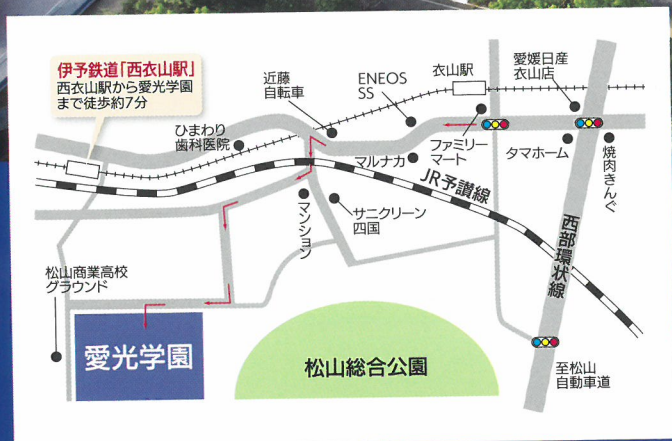 伊予鉄道「西衣山駅」
西衣山駅から愛光学園
まで徒歩約7分
近藤
自転車
ENEOS
SS
衣山駅
愛媛日産
衣山店
ひまわり
歯科医院
マルナカ
ファミリー
マート
タマホーム
焼肉きんぐ
JR予讃線
マンション
サニクリーン
四国
西部環状線
松山商業高校
グラウンド
愛光学園
松山総合公園
至松山
自動車道